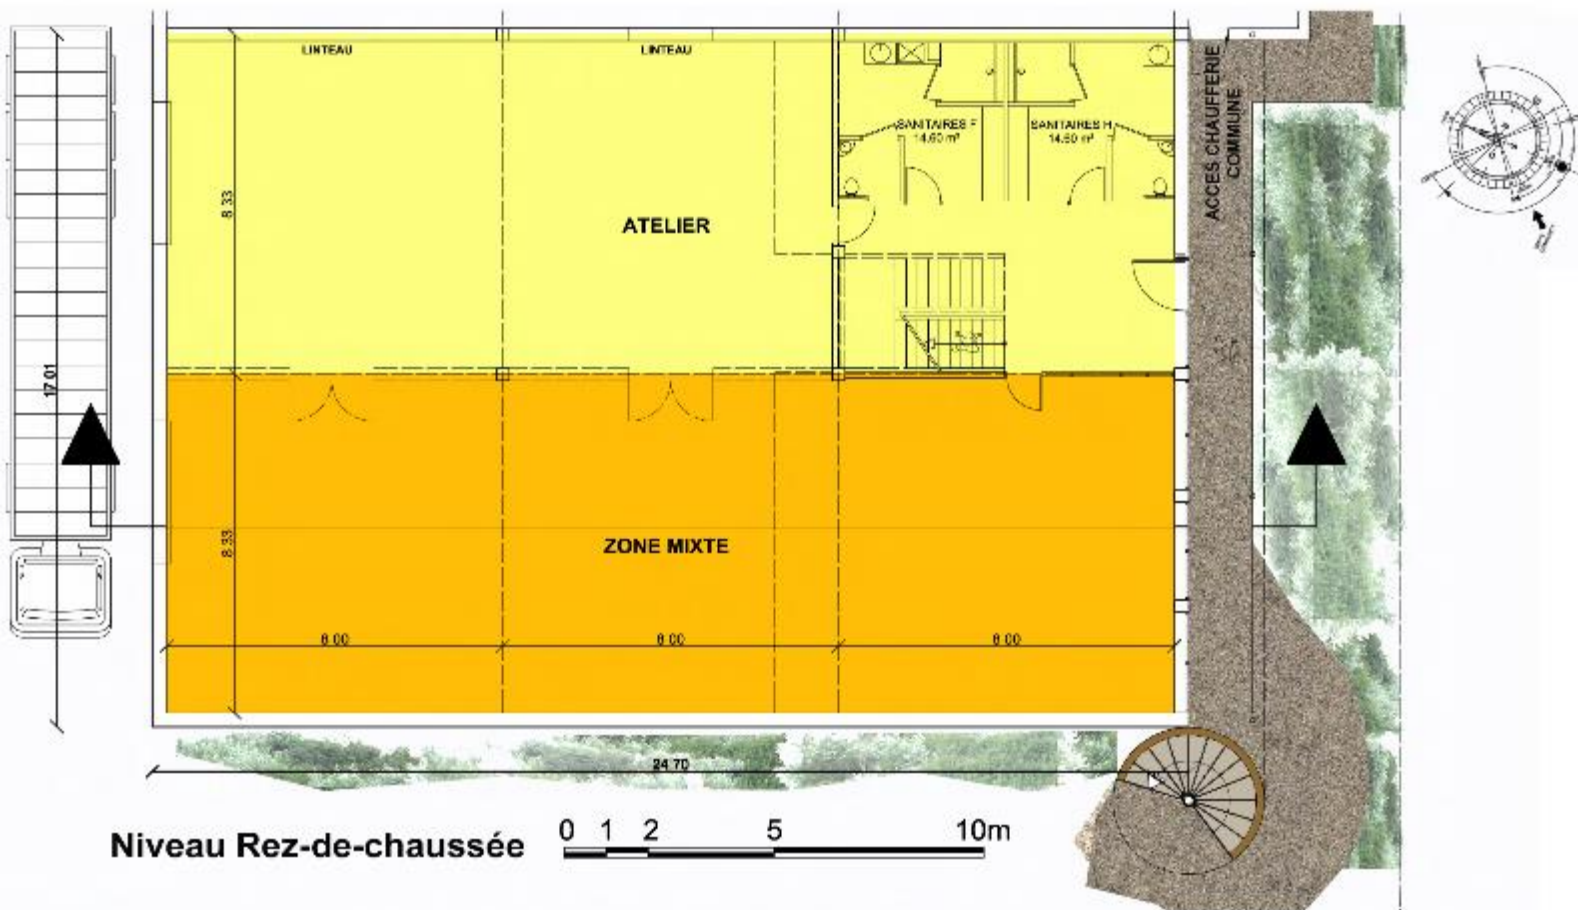 LINTEAU
LINTEAU
ACCES CHAUFFERIE
COMMUNE
SANITAIRES F
14.60 m²
SANITAIRES H
14.60 m²
8 33
ATELIER
17 01
8 33
ZONE MIXTE
8 00
8 00
8 00
24 70
Niveau Rez-de-chaussée
0 1 2 5 10m